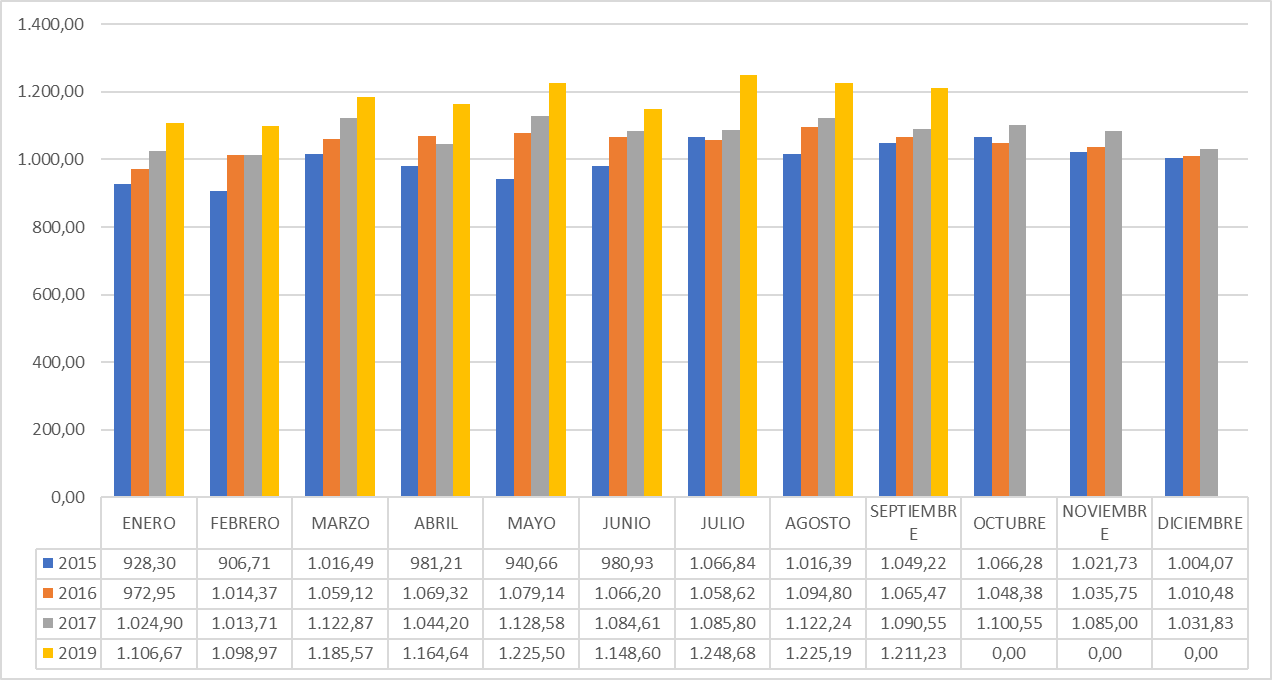 1.400,00
1.200,00
1.000,00
800,00
600,00
400,00
200,00
0,00
ENERO FEBRERO MARZO ABRIL MAYO JUNIO JULIO AGOSTO SEPTIEMBR OCTUBRE NOVIEMBR DICIEMBRE
E E
2015 928,30 906,71 1.016,49 981,21 940,66 980,93 1.066,84 1.016,39 1.049,22 1.066,28 1.021,73 1.004,07
2016 972,95 1.014,37 1.059,12 1.069,32 1.079,14 1.066,20 1.058,62 1.094,80 1.065,47 1.048,38 1.035,75 1.010,48
2017 1.024,90 1.013,71 1.122,87 1.044,20 1.128,58 1.084,61 1.085,80 1.122,24 1.090,55 1.100,55 1.085,00 1.031,83
2019 1.106,67 1.098,97 1.185,57 1.164,64 1.225,50 1.148,60 1.248,68 1.225,19 1.211,23 0,00 0,00 0,00